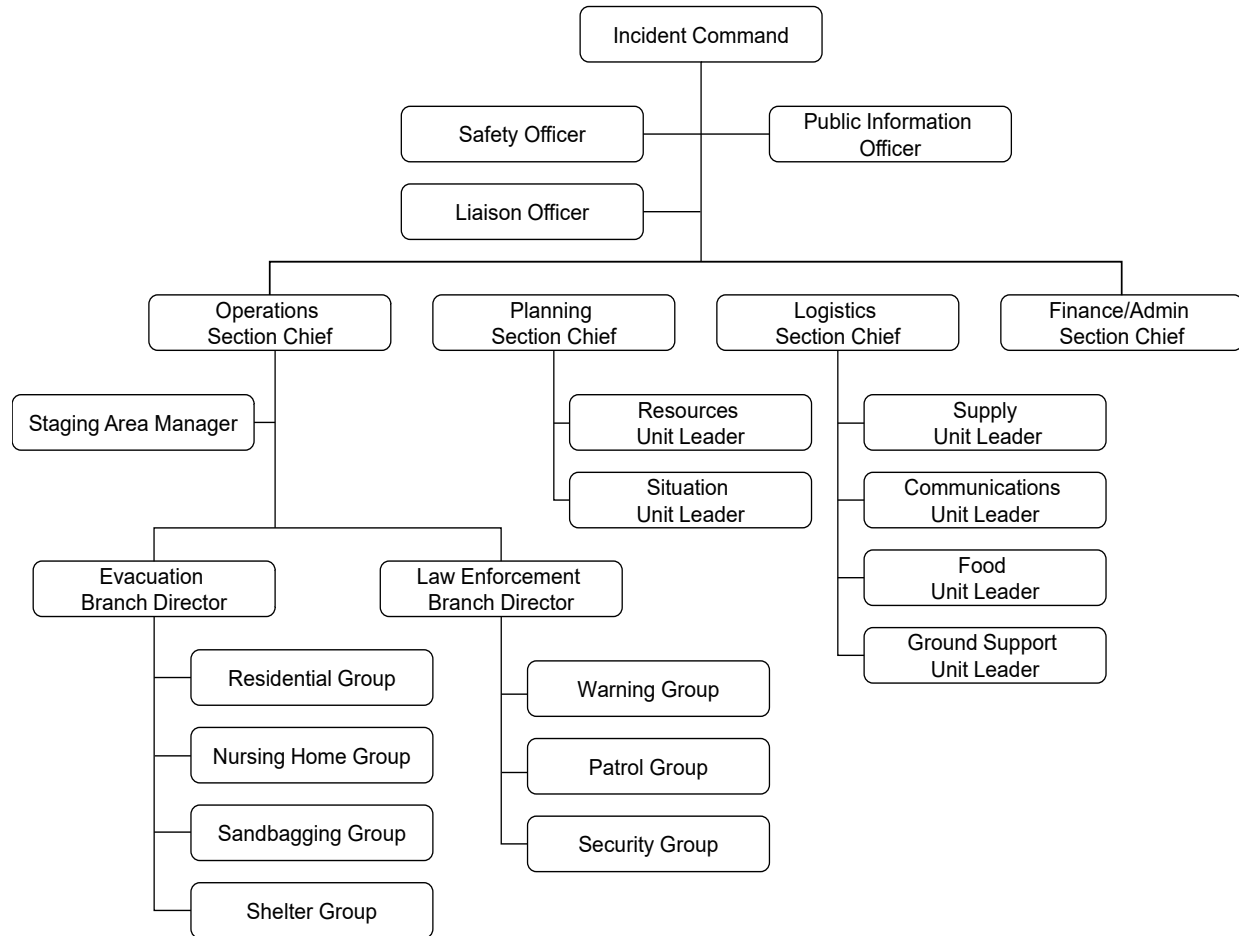 Incident Command
Safety Officer
Public Information
Officer
Liaison Officer
Operations
Section Chief
Planning
Section Chief
Logistics
Section Chief
Finance/Admin
Section Chief
Staging Area Manager
Resources
Unit Leader
Situation
Unit Leader
Supply
Unit Leader
Communications
Unit Leader
Food
Unit Leader
Ground Support
Unit Leader
Evacuation
Branch Director
Law Enforcement
Branch Director
Residential Group
Nursing Home Group
Sandbagging Group
Shelter Group
Warning Group
Patrol Group
Security Group